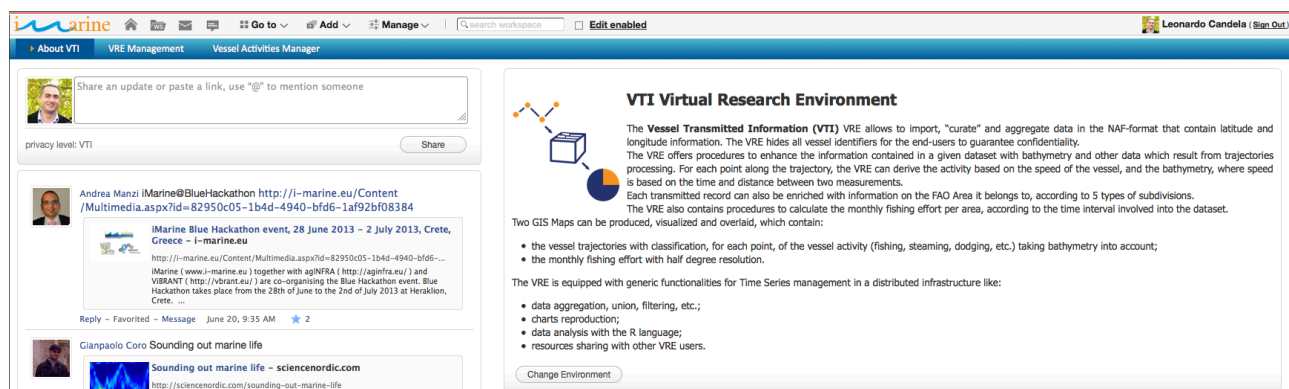 iMarine
Go to
Add
Manage
search workspace
Edit enabled
Leonardo Candela ( Sign Out )
About VTI
VRE Management
Vessel Activities Manager
Share an update or paste a link, use "@" to mention someone
privacy level: VTI
Share
Andrea Manzi iMarine@BlueHackathon http://i-marine.eu/Content
/Multimedia.aspx?id=82950c05-1b4d-4940-bfd6-1af92bf08384
iMarine Blue Hackathon event, 28 June 2013 - 2 July 2013, Crete,
Greece - i-marine.eu
http://i-marine.eu/Content/Multimedia.aspx?id=82950c05-1b4d-4940-bfd6-...
iMarine ( www.i-marine.eu ) together with agINFRA ( http://aginfra.eu/ ) and
ViBRANT ( http://vbrant.eu/ ) are co-organising the Blue Hackathon event. Blue
Hackathon takes place from the 28th of June to the 2nd of July 2013 at Heraklion,
Crete. ...
Reply - Favorited - Message June 20, 9:35 AM 2
Gianpaolo Coro Sounding out marine life
Sounding out marine life - sciencenordic.com
http://sciencenordic.com/sounding-out-marine-life
VTI Virtual Research Environment
The Vessel Transmitted Information (VTI) VRE allows to import, "curate" and aggregate data in the NAF-format that contain latitude and
longitude information. The VRE hides all vessel identifiers for the end-users to guarantee confidentiality.
The VRE offers procedures to enhance the information contained in a given dataset with bathymetry and other data which result from trajectories
processing. For each point along the trajectory, the VRE can derive the activity based on the speed of the vessel, and the bathymetry, where speed
is based on the time and distance between two measurements.
Each transmitted record can also be enriched with information on the FAO Area it belongs to, according to 5 types of subdivisions.
The VRE also contains procedures to calculate the monthly fishing effort per area, according to the time interval involved into the dataset.
Two GIS Maps can be produced, visualized and overlaid, which contain:
• the vessel trajectories with classification, for each point, of the vessel activity (fishing, steaming, dodging, etc.) taking bathymetry into account;
• the monthly fishing effort with half degree resolution.
The VRE is equipped with generic functionalities for Time Series management in a distributed infrastructure like:
• data aggregation, union, filtering, etc.;
• charts reproduction;
• data analysis with the R language;
• resources sharing with other VRE users.
Change Environment